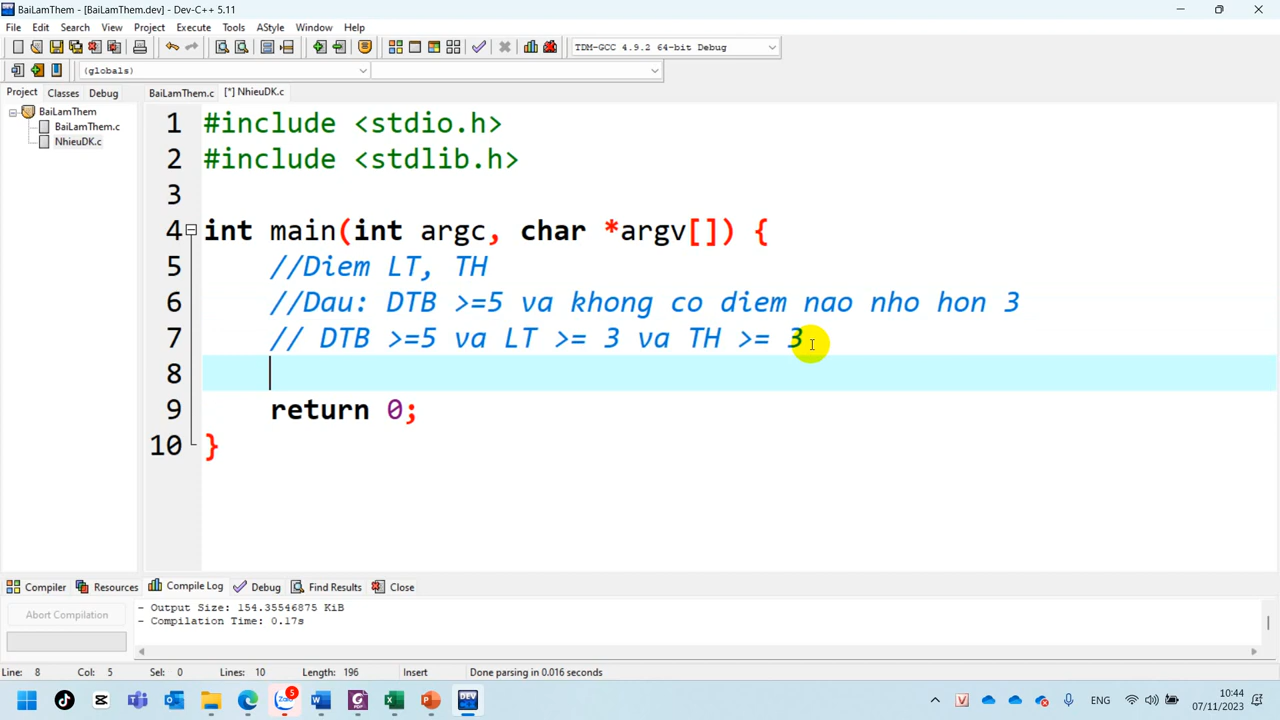 BaiLamThem - [BaiLamThem.dev] - Dev-C++ 5.11
File Edit Search View Project Execute Tools AStyle Window Help
TDM-GCC 4.9.2 64-bit Debug
(globals)
Project Classes Debug BaiLamThem.c [*] NhieuDK.c
BaiLamThem
BaiLamThem.c
NhieuDK.c
1 #include <stdio.h>
2 #include <stdlib.h>
3
4 int main(int argc, char *argv[]) {
5 //Diem LT, TH
6 //Dau: DTB >=5 va khong co diem nao nho hon 3
7 // DTB >=5 va LT >= 3 va TH >= 3
8
9 return 0;
10 }
Compiler Resources Compile Log Debug Find Results Close
Abort Compilation
- Output Size: 154.35546875 KiB
- Compilation Time: 0.17s
Line: 8 Col: 5 Sel: 0 Lines: 10 Length: 196 Insert Done parsing in 0.016 seconds
5
ENG
10:44
07/11/2023